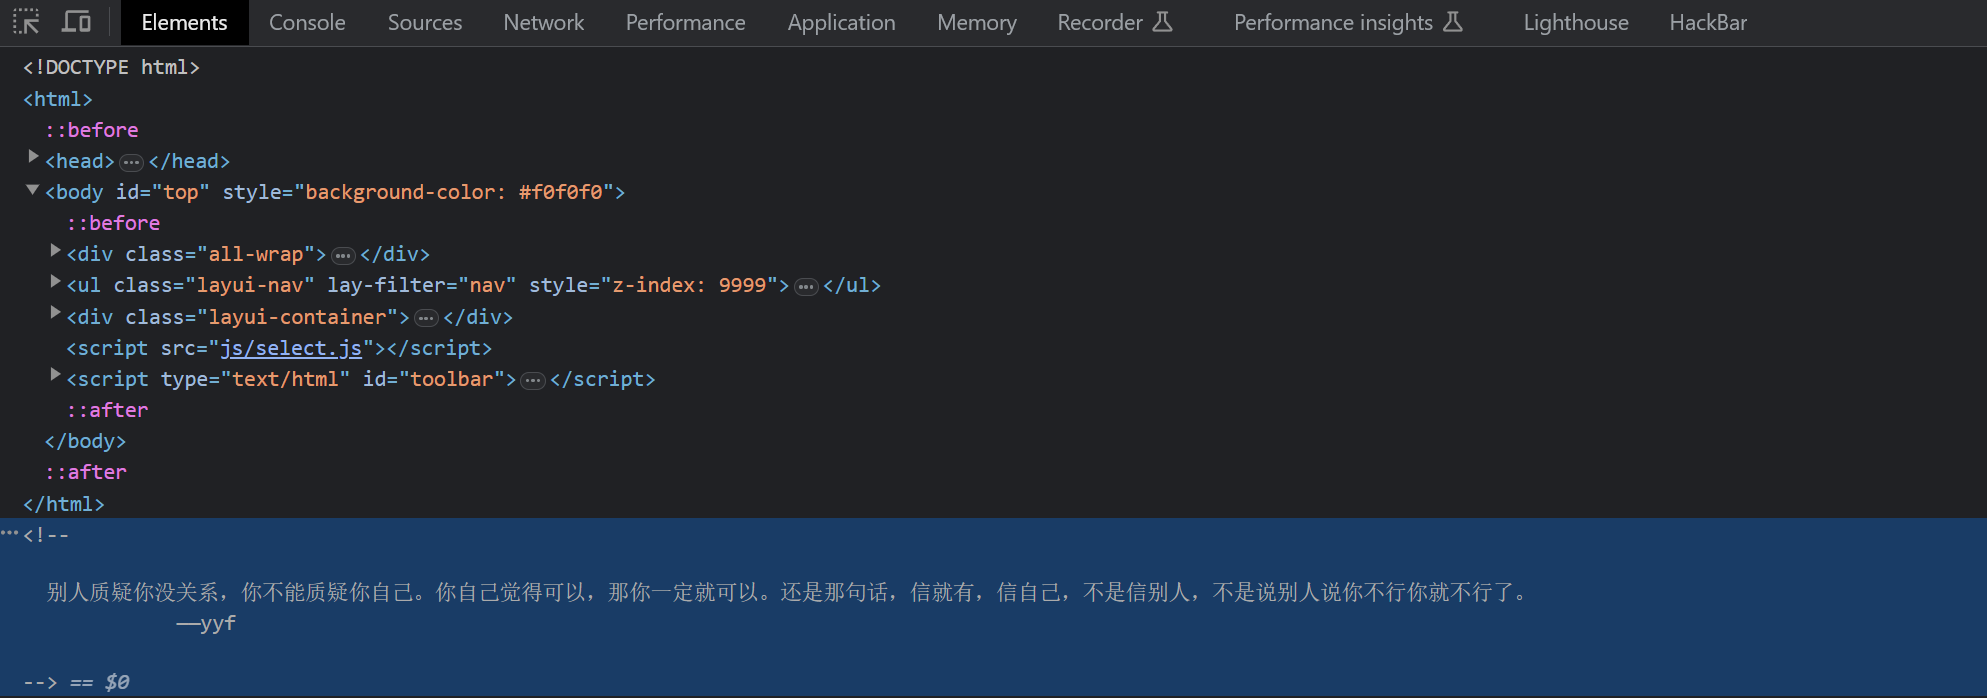 Elements Console Sources Network Performance Application Memory Recorder Performance insights Lighthouse HackBar
<!DOCTYPE html>
<html>
::before
<head>…</head>
<body id="top" style="background-color: #f0f0f0">
::before
<div class="all-wrap">…</div>
<ul class="layui-nav" lay-filter="nav" style="z-index: 9999">…</ul>
<div class="layui-container">…</div>
<script src="js/select.js"></script>
<script type="text/html" id="toolbar">…</script>
::after
</body>
::after
</html>
…<!--
别人质疑你没关系，你不能质疑你自己。你自己觉得可以，那你一定就可以。还是那句话，信就有，信自己，不是信别人，不是说别人说你不行你就不行了。
——yyf
--> == $0